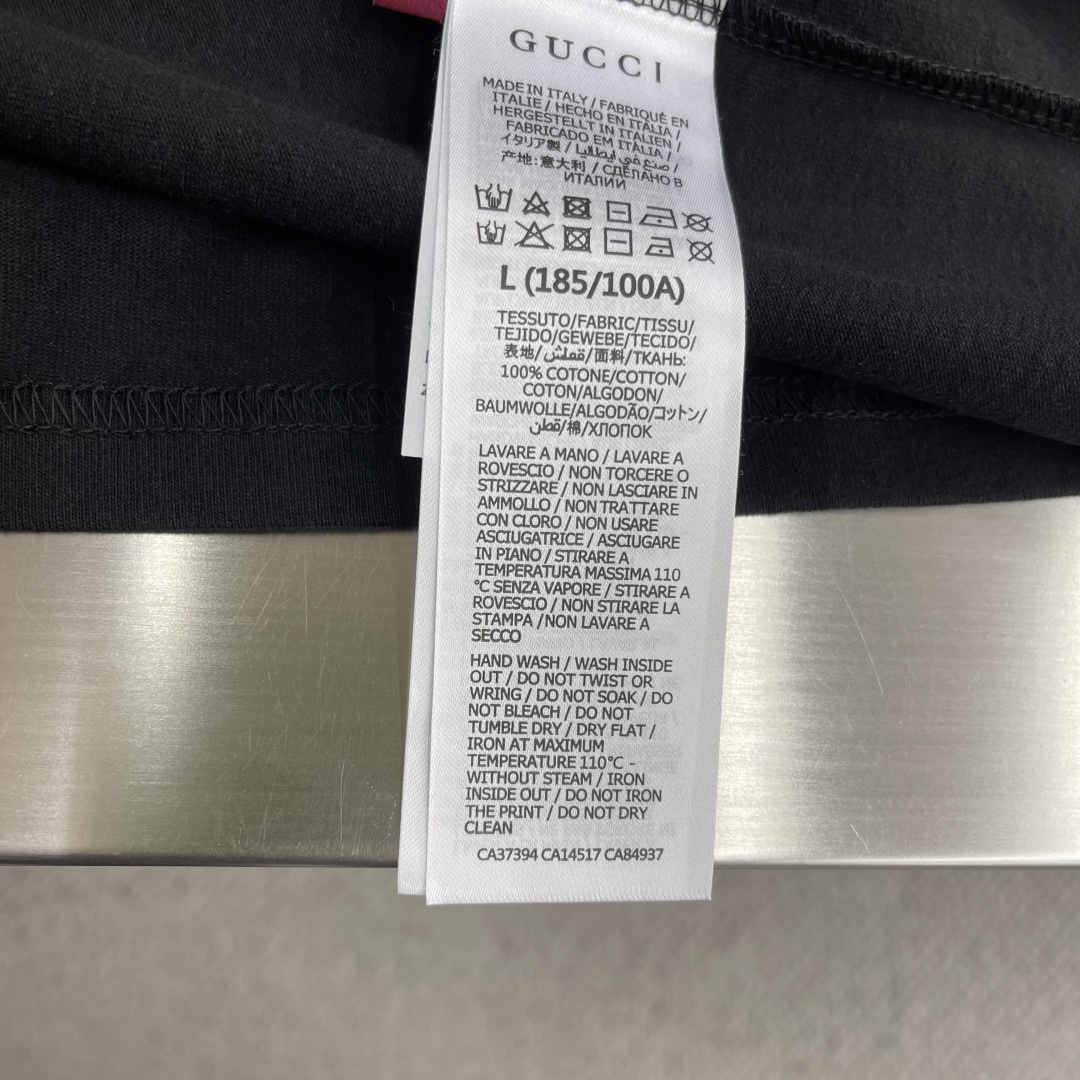 GUCCI
MADE IN ITALY / FABRIQUÉ EN
ITALIE / HECHO EN ITALIA /
HERGESTELLT IN ITALIEN /
FABRICADO EM ITÁLIA /
イタリア製 / صنع في ايطاليا /
产地:意大利 / СДЕЛАНО В
ИТАЛИИ
L (185/100A)
TESSUTO/FABRIC/TISSU/
TEJIDO/GEWEBE/TECIDO/
表地/قملش/面料/ТКАНЬ:
100% COTONE/COTTON/
COTON/ALGODON/
BAUMWOLLE/ALGODÃO/コットン/
قطن/棉/ХЛОПОК
LAVARE A MANO / LAVARE A
ROVESCIO / NON TORCERE O
STRIZZARE / NON LASCIARE IN
AMMOLLO / NON TRATTARE
CON CLORO / NON USARE
ASCIUGATRICE / ASCIUGARE
IN PIANO / STIRARE A
TEMPERATURA MASSIMA 110
°C SENZA VAPORE / STIRARE A
ROVESCIO / NON STIRARE LA
STAMPA /NON LAVARE A
SECCO
HAND WASH / WASH INSIDE
OUT / DO NOT TWIST OR
WRING / DO NOT SOAK / DO
NOT BLEACH / DO NOT
TUMBLE DRY / DRY FLAT /
IRON AT MAXIMUM
TEMPERATURE 110°C -
WITHOUT STEAM / IRON
INSIDE OUT / DO NOT IRON
THE PRINT / DO NOT DRY
CLEAN
CA37394 CA14517 CA84937